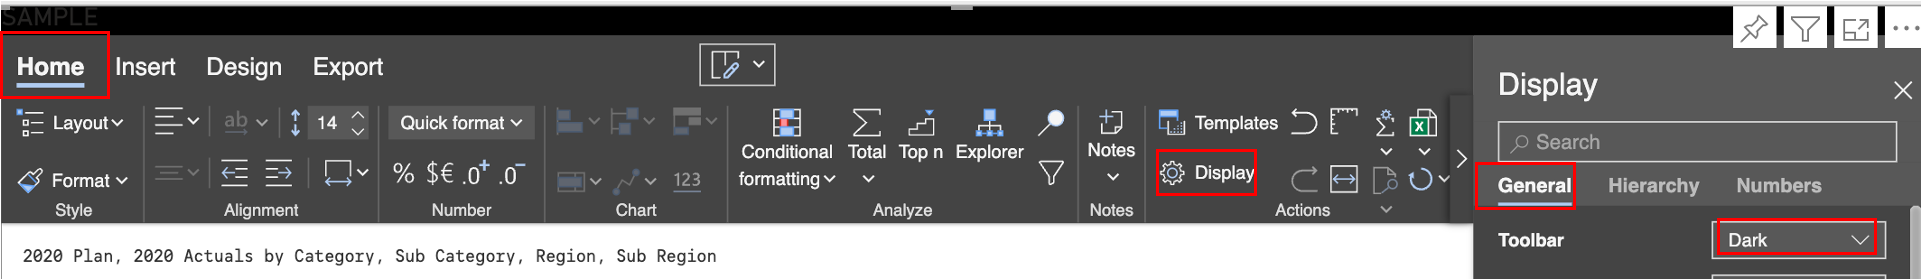 SAMPLE
Home Insert Design Export
Display
Layout ab 14 Quick format Templates
Search
Conditional formatting Total Top n Explorer Notes
Format % $€ .0+ .0- 123 Display
General Hierarchy Numbers
Style Alignment Number Chart Analyze Notes Actions
Toolbar Dark
2020 Plan, 2020 Actuals by Category, Sub Category, Region, Sub Region